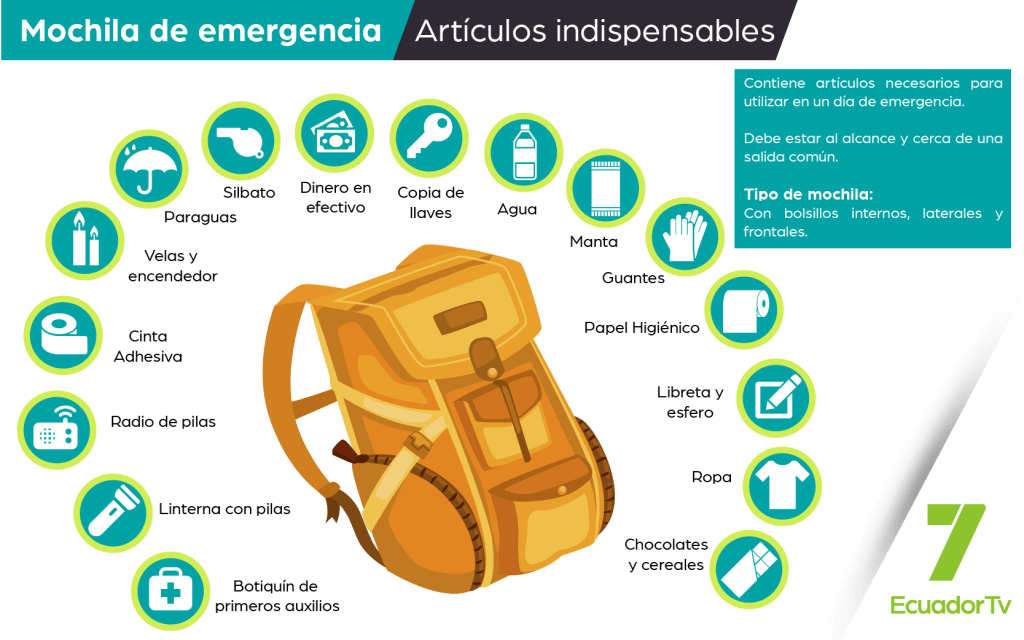 Mochila de emergencia
Artículos indispensables
Contiene artículos necesarios para
utilizar en un día de emergencia.
Debe estar al alcance y cerca de una
salida común.
Tipo de mochila:
Con bolsillos internos, laterales y
frontales.
Silbato
Dinero en
efectivo
Copia de
llaves
Agua
Paraguas
Manta
Velas y
encendedor
Guantes
Cinta
Adhesiva
Papel Higiénico
Radio de pilas
Libreta y
esfero
Linterna con pilas
Ropa
Botiquín de
primeros auxilios
Chocolates
y cereales
7
EcuadorTv